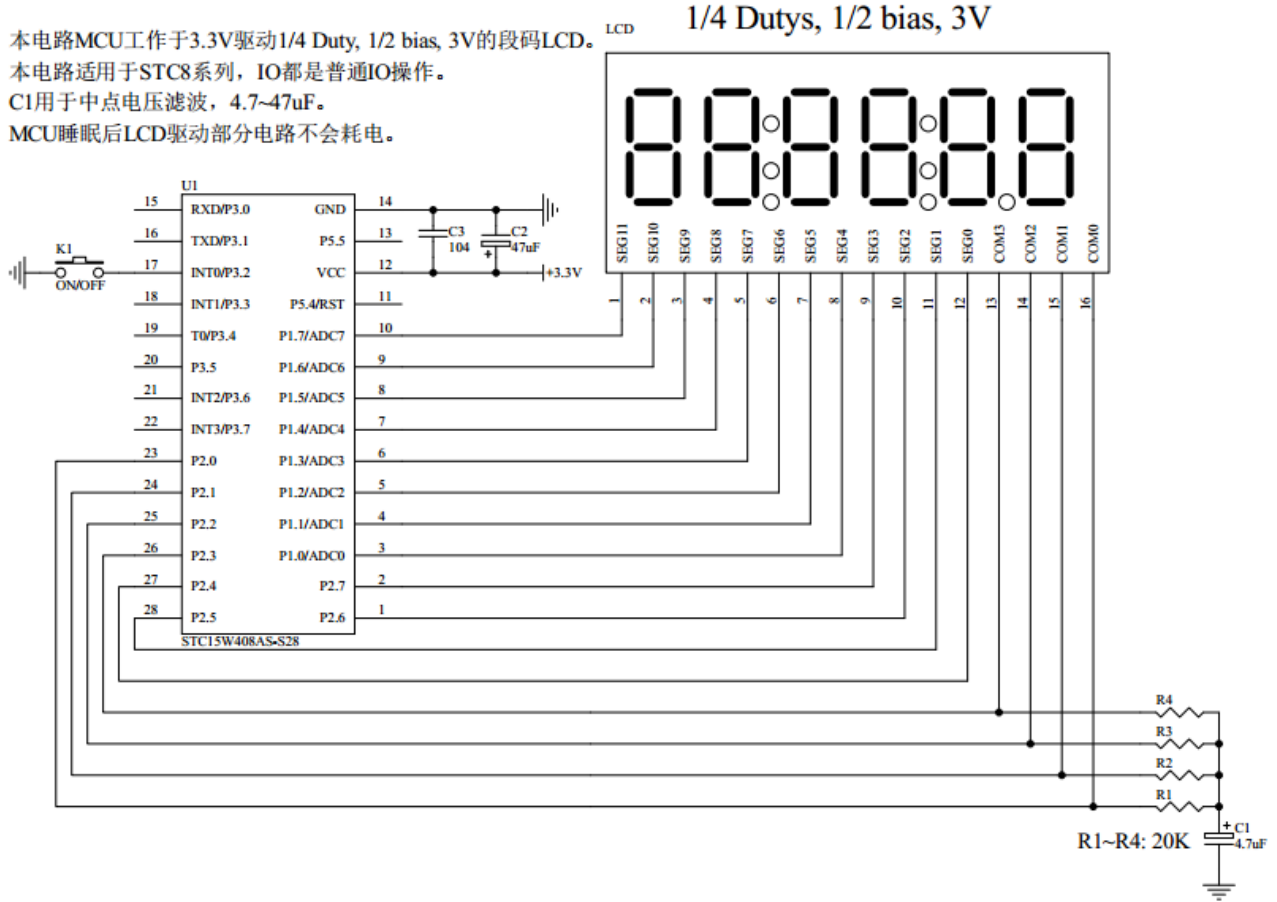 1/4 Dutys, 1/2 bias, 3V
本电路MCU工作于3.3V驱动1/4 Duty, 1/2 bias, 3V的段码LCD。
本电路适用于STC8系列，IO都是普通IO操作。
C1用于中点电压滤波，4.7~47uF。
MCU睡眠后LCD驱动部分电路不会耗电。
LCD
SEG11 SEG10 SEG9 SEG8 SEG7 SEG6 SEG5 SEG4 SEG3 SEG2 SEG1 SEG0 COM3 COM2 COM1 COM0
1 2 3 4 5 6 7 8 9 10 11 12 13 14 15 16
U1
15 RXD/P3.0 GND 14
16 TXD/P3.1 P5.5 13
17 INT0/P3.2 VCC 12
18 INT1/P3.3 P5.4/RST 11
19 T0/P3.4 P1.7/ADC7 10
20 P3.5 P1.6/ADC6 9
21 INT2/P3.6 P1.5/ADC5 8
22 INT3/P3.7 P1.4/ADC4 7
23 P2.0 P1.3/ADC3 6
24 P2.1 P1.2/ADC2 5
25 P2.2 P1.1/ADC1 4
26 P2.3 P1.0/ADC0 3
27 P2.4 P2.7 2
28 P2.5 P2.6 1
STC15W408AS-S28
K1
ON/OFF
C3
104
C2
+
47uF
+3.3V
R4
R3
R2
R1
R1~R4: 20K
+
C1
4.7uF